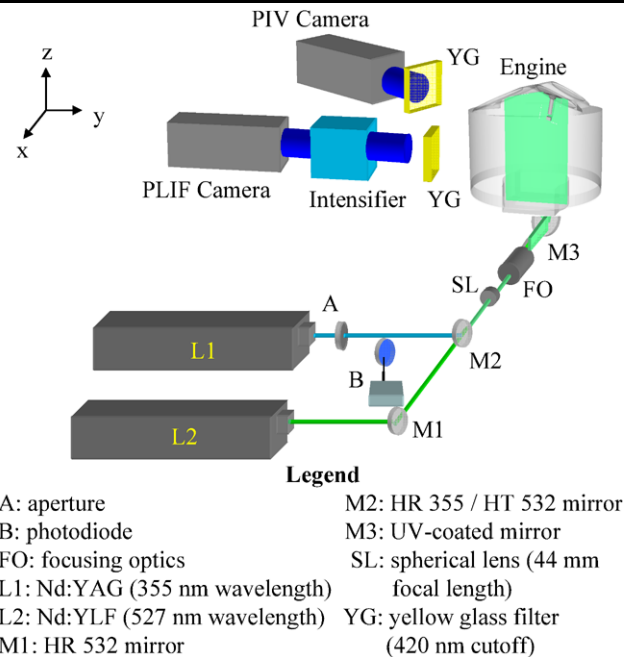 PIV Camera
YG
Engine
z
y
x
PLIF Camera
Intensifier
YG
M3
FO
SL
A
L1
M2
B
L2
M1
Legend
A: aperture
B: photodiode
FO: focusing optics
L1: Nd:YAG (355 nm wavelength)
L2: Nd:YLF (527 nm wavelength)
M1: HR 532 mirror
M2: HR 355 / HT 532 mirror
M3: UV-coated mirror
SL: spherical lens (44 mm
focal length)
YG: yellow glass filter
(420 nm cutoff)